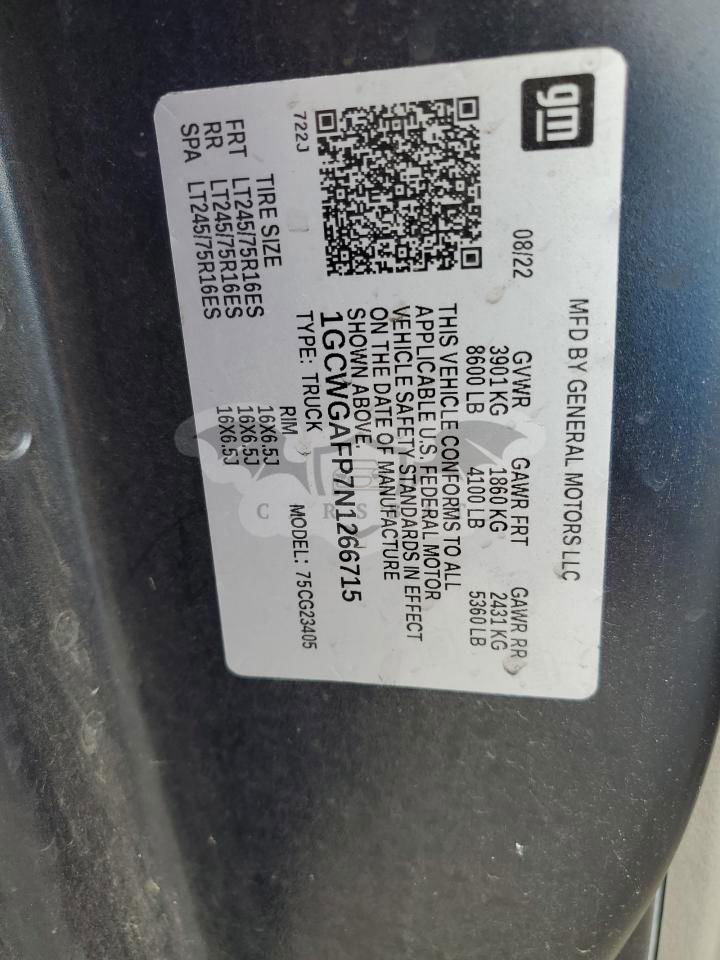 gm
MFD BY GENERAL MOTORS LLC
08/22
GVWR GAWR FRT GAWR RR
3901 KG 1860 KG 2431 KG
8600 LB 4100 LB 5360 LB
THIS VEHICLE CONFORMS TO ALL
APPLICABLE U.S. FEDERAL MOTOR
VEHICLE SAFETY STANDARDS IN EFFECT
ON THE DATE OF MANUFACTURE
SHOWN ABOVE.
1GCWGAFP7N1266715
TYPE: TRUCK MODEL: 75CG23405
722J
TIRE SIZE RIM
FRT LT245/75R16ES 16X6.5J
RR LT245/75R16ES 16X6.5J
SPA LT245/75R16ES 16X6.5J